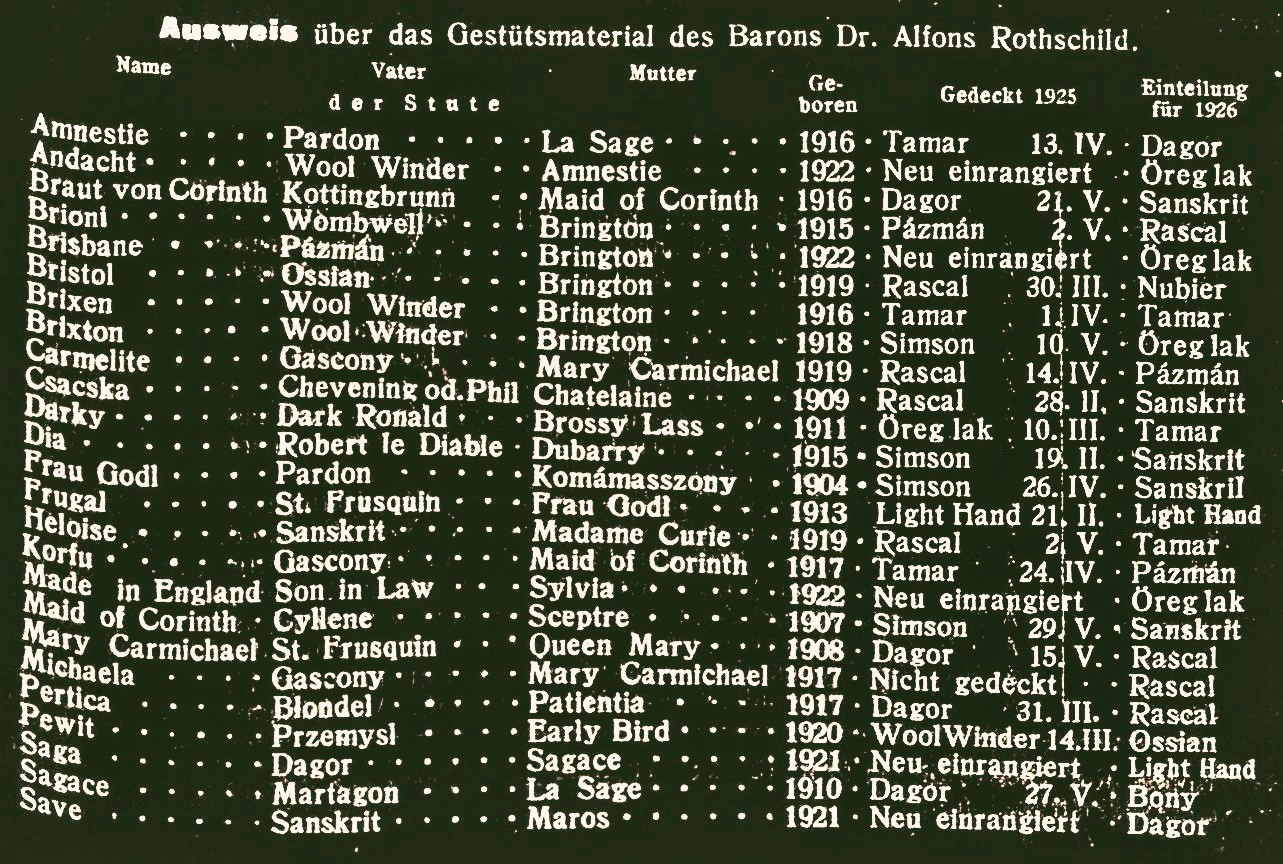 Ausweis über das Gestütsmaterial des Barons Dr. Alfons Rothschild.
Name Vater Mutter Ge- Gedeckt 1925 Einteilung
der Stute boren für 1926
Amnestie · · · · Pardon · · · · · La Sage · · · · · 1916 · Tamar 13. IV. · Dagor
Andacht · · · · · Wool Winder · · Amnestie · · · · 1922 · Neu einrangiert · Öreg lak
Braut von Corinth Kottingbrunn · · Maid of Corinth · 1916 · Dagor 21. V. · Sanskrit
Brioni · · · · · · Wombwell · · · Brington · · · · · 1915 · Pázmán 2. V. · Rascal
Brisbane · · · · · Pázmán · · · · Brington · · · · · 1922 · Neu einrangiert · Öreg lak
Bristol · · · · · Ossian · · · · · Brington · · · · · 1919 · Rascal 30. III. · Nubier
Brixen · · · · · Wool Winder · · Brington · · · · · 1916 · Tamar 1. IV. · Tamar
Brixton · · · · · Wool Winder · · Brington · · · · · 1918 · Simson 10. V. · Öreg lak
Carmelite · · · · Gascony · · · · Mary Carmichael 1919 · Rascal 14. IV. · Pázmán
Csacska · · · · · Chevening od. Phil Chatelaine · · · · 1909 · Rascal 28. II. · Sanskrit
Darky · · · · · · Dark Ronald · · Brossy Lass · · · 1911 · Öreg lak 10. III. · Tamar
Dia · · · · · · · Robert le Diable · Dubarry · · · · · 1915 · Simson 19. II. · Sanskrit
Frau Godl · · · · Pardon · · · · · Komámasszony · 1904 · Simson 26. IV. · Sanskril
Frugal · · · · · St. Frusquin · · · Frau Godl · · · · 1913 Light Hand 21. II. · Light Hand
Heloise · · · · · Sanskrit · · · · Madame Curie · · 1919 · Rascal 2. V. · Tamar
Korfu · · · · · · Gascony · · · · Maid of Corinth · 1917 · Tamar 24. IV. · Pázmán
Made in England Son in Law · · · Sylvia · · · · · · 1922 · Neu einrangiert · Öreg lak
Maid of Corinth · Cyllene · · · · Sceptre · · · · · 1907 · Simson 29. V. · Sanskrit
Mary Carmichael St. Frusquin · · · Queen Mary · · · 1908 · Dagor 15. V. · Rascal
Michaela · · · · Gascony · · · · Mary Carmichael 1917 · Nicht gedeckt · · Rascal
Pertica · · · · · Blondel · · · · Patientia · · · · 1917 · Dagor 31. III. · Rascal
Pewit · · · · · · Przemysl · · · · Early Bird · · · · 1920 · Wool Winder 14. III. · Ossian
Saga · · · · · · Dagor · · · · · · Sagace · · · · · 1921 · Neu einrangiert · Light Hand
Sagace · · · · · Martagon · · · · La Sage · · · · · 1910 · Dagor 27. V. · Bony
Save · · · · · · Sanskrit · · · · · Maros · · · · · · 1921 · Neu einrangiert · Dagor